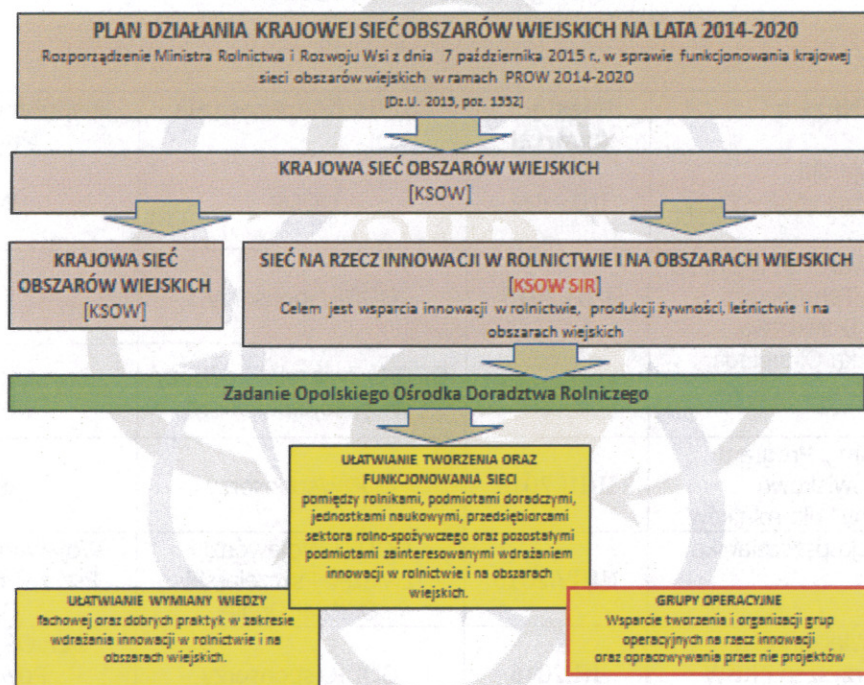 PLAN DZIAŁANIA KRAJOWEJ SIEĆ OBSZARÓW WIEJSKICH NA LATA 2014-2020
Rozporządzenie Ministra Rolnictwa i Rozwoju Wsi z dnia 7 października 2015 r., w sprawie funkcjonowania krajowej
sieci obszarów wiejskich w ramach PROW 2014-2020
[Dz.U. 2015, poz. 1552]
KRAJOWA SIEĆ OBSZARÓW WIEJSKICH
[KSOW]
KRAJOWA SIEĆ
OBSZARÓW WIEJSKICH
[KSOW]
SIEĆ NA RZECZ INNOWACJI W ROLNICTWIE I NA OBSZARACH WIEJSKICH
[KSOW SIR]
Celem jest wsparcia innowacji w rolnictwie, produkcji żywności, leśnictwie i na
obszarach wiejskich
Zadanie Opolskiego Ośrodka Doradztwa Rolniczego
UŁATWIANIE TWORZENIA ORAZ
FUNKCJONOWANIA SIECI
pomiędzy rolnikami, podmiotami doradczymi,
jednostkami naukowymi, przedsiębiorcami
sektora rolno-spożywczego oraz pozostałymi
podmiotami zainteresowanymi wdrażaniem
innowacji w rolnictwie i na obszarach
wiejskich.
UŁATWIANIE WYMIANY WIEDZY
fachowej oraz dobrych praktyk w zakresie
wdrażania innowacji w rolnictwie i na
obszarach wiejskich.
GRUPY OPERACYJNE
Wsparcie tworzenia i organizacji grup
operacyjnych na rzecz innowacji
oraz opracowywania przez nie projektów